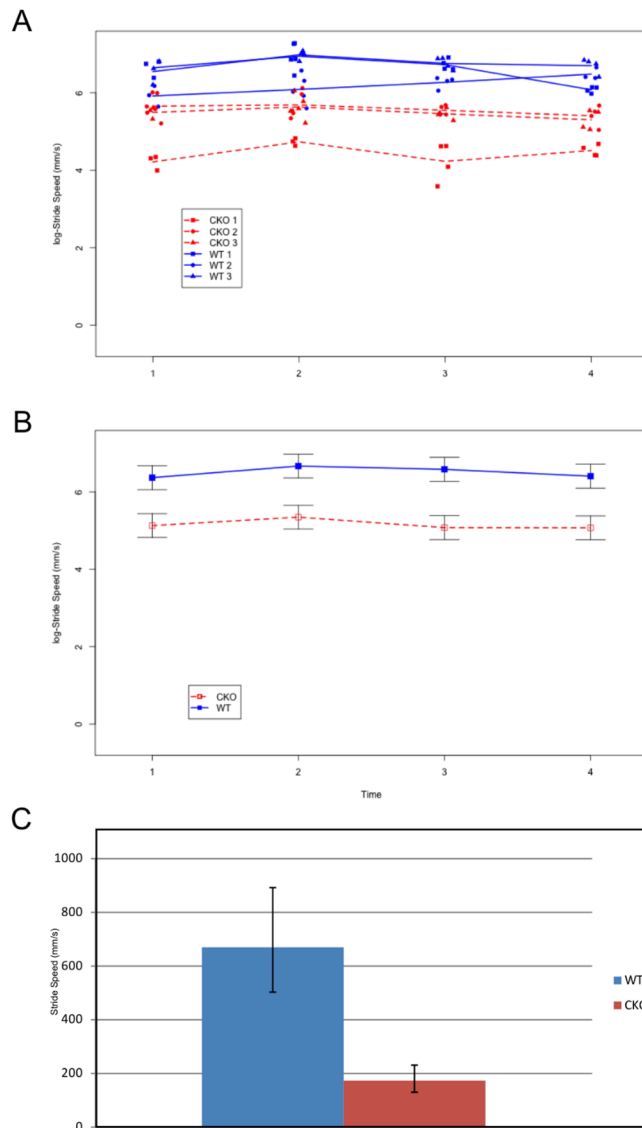 A
log-Stride Speed (mm/s)
6
4
2
0
CKO 1
CKO 2
CKO 3
WT 1
WT 2
WT 3
1 2 3 4
B
log-Stride Speed (mm/s)
6
4
2
0
CKO
WT
1 2 3 4
Time
C
Stride Speed (mm/s)
1000
800
600
400
200
0
WT
CKO